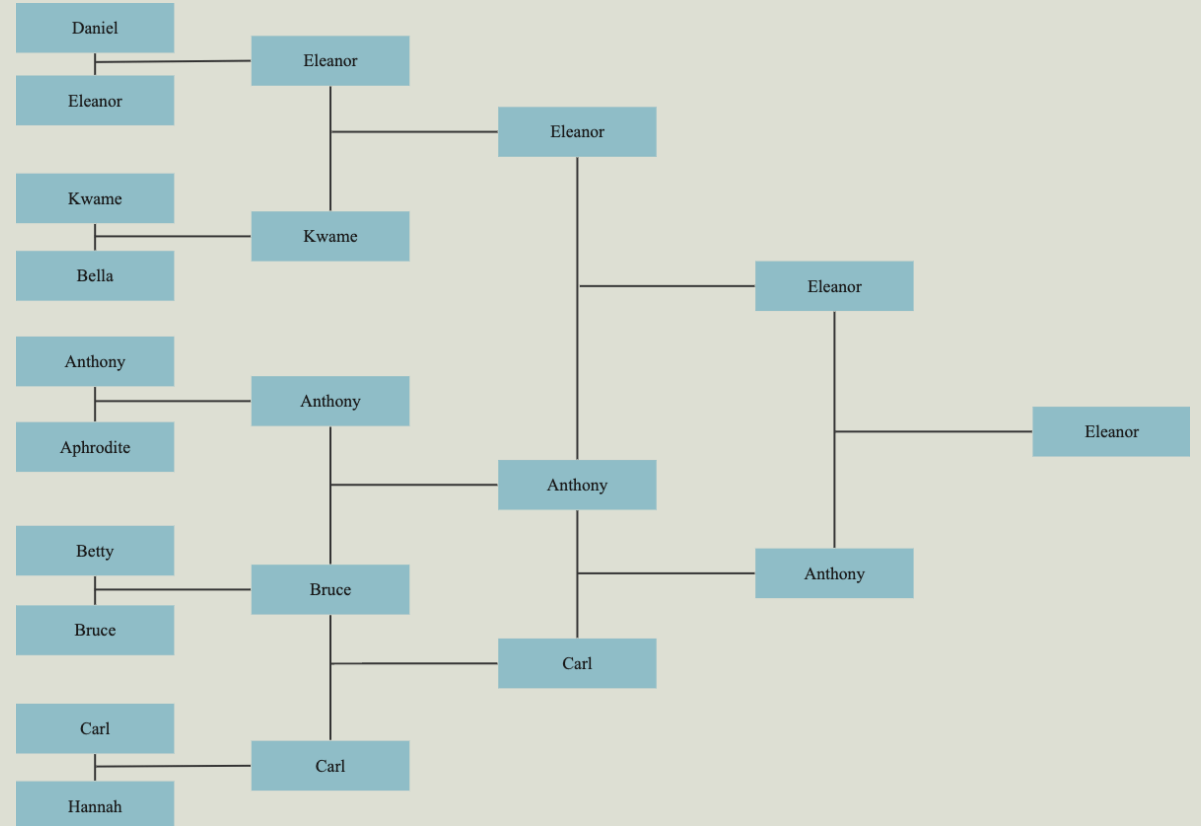 Daniel
Eleanor
Kwame
Bella
Anthony
Aphrodite
Betty
Bruce
Carl
Hannah
Eleanor
Kwame
Anthony
Bruce
Carl
Eleanor
Anthony
Carl
Eleanor
Anthony
Eleanor